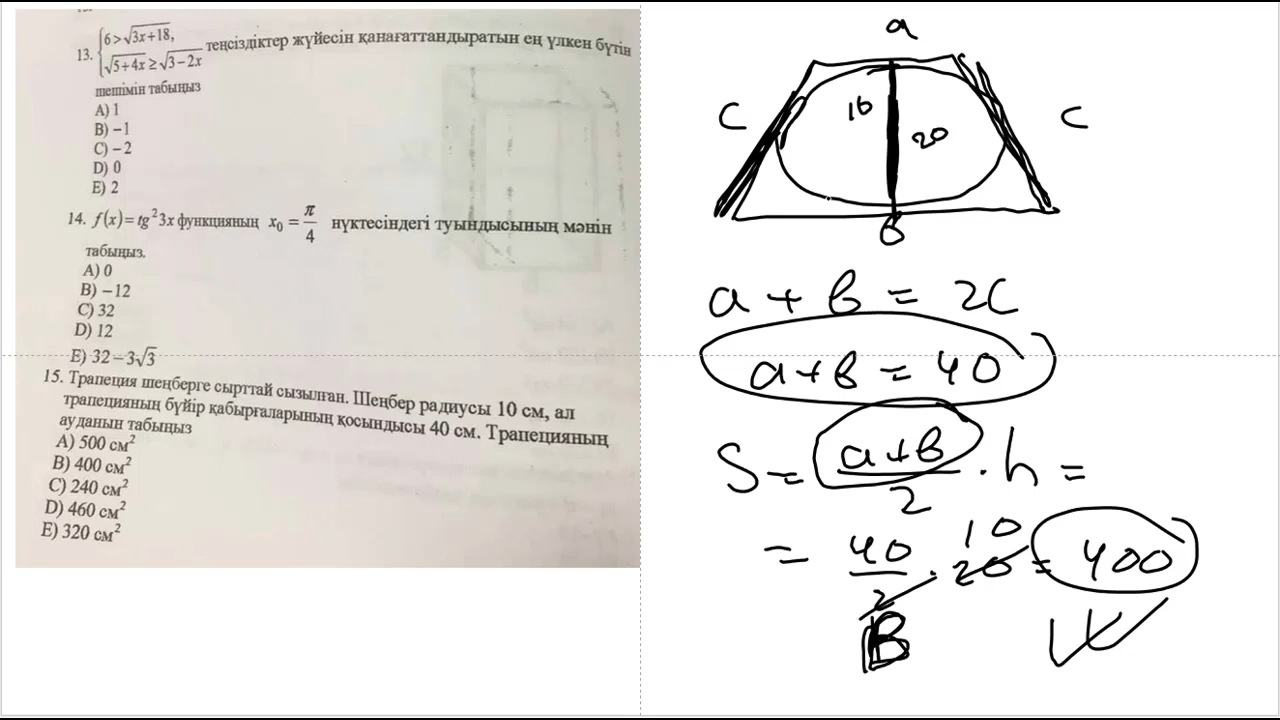 13. {6 > √3x+18,
√5+4x ≥ √3−2x теңсіздіктер жүйесін қанағаттандыратын ең үлкен бүтін
шешімін табыңыз
A) 1
B) −1
C) −2
D) 0
E) 2
14. f(x) = tg²3x функцияның x₀ = π/4 нүктесіндегі туындысының мәнін
табыңыз.
A) 0
B) −12
C) 32
D) 12
E) 32 − 3√3
15. Трапеция шеңберге сырттай сызылған. Шеңбер радиусы 10 см, ал
трапецияның бүйір қабырғаларының қосындысы 40 см. Трапецияның
ауданын табыңыз
A) 500 см²
B) 400 см²
C) 240 см²
D) 460 см²
E) 320 см²
a
c
10
20
c
в
a + в = 2c
a + в = 40
S = a+в/2 · h =
= 40/2 · 20 = 400
10
B